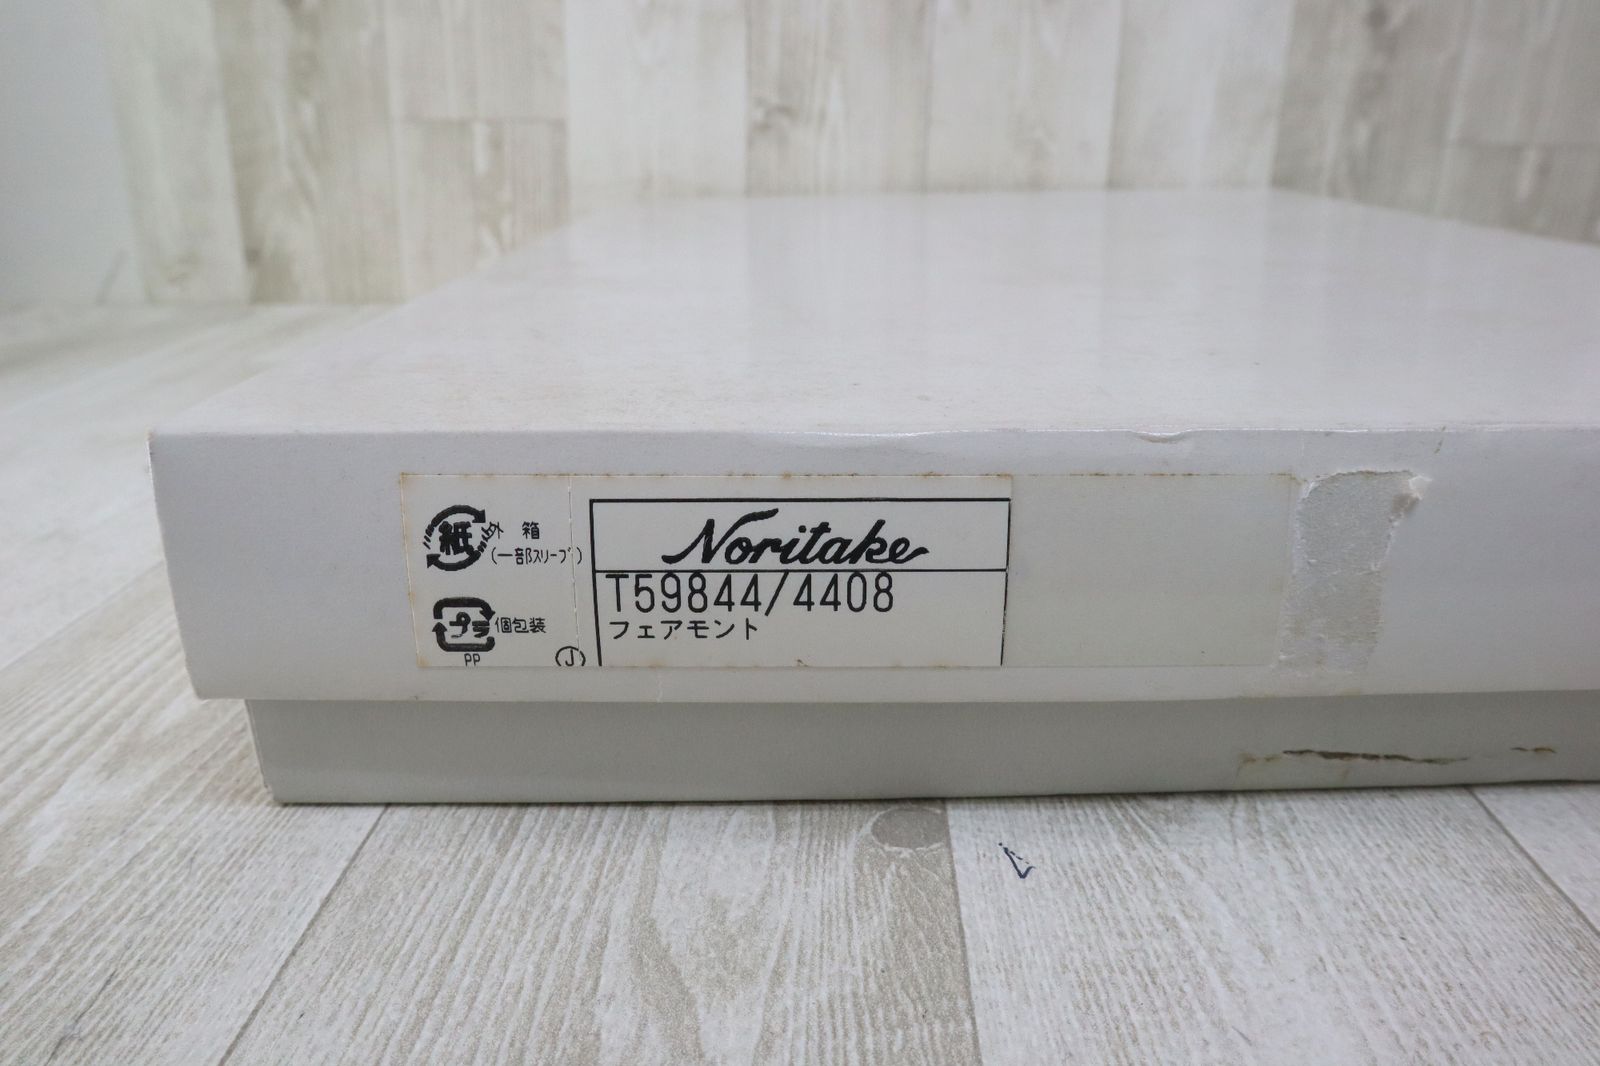 紙 外箱
(一部スリーブ)
プラ 個包装
PP
J
Noritake
T59844/4408
フェアモント